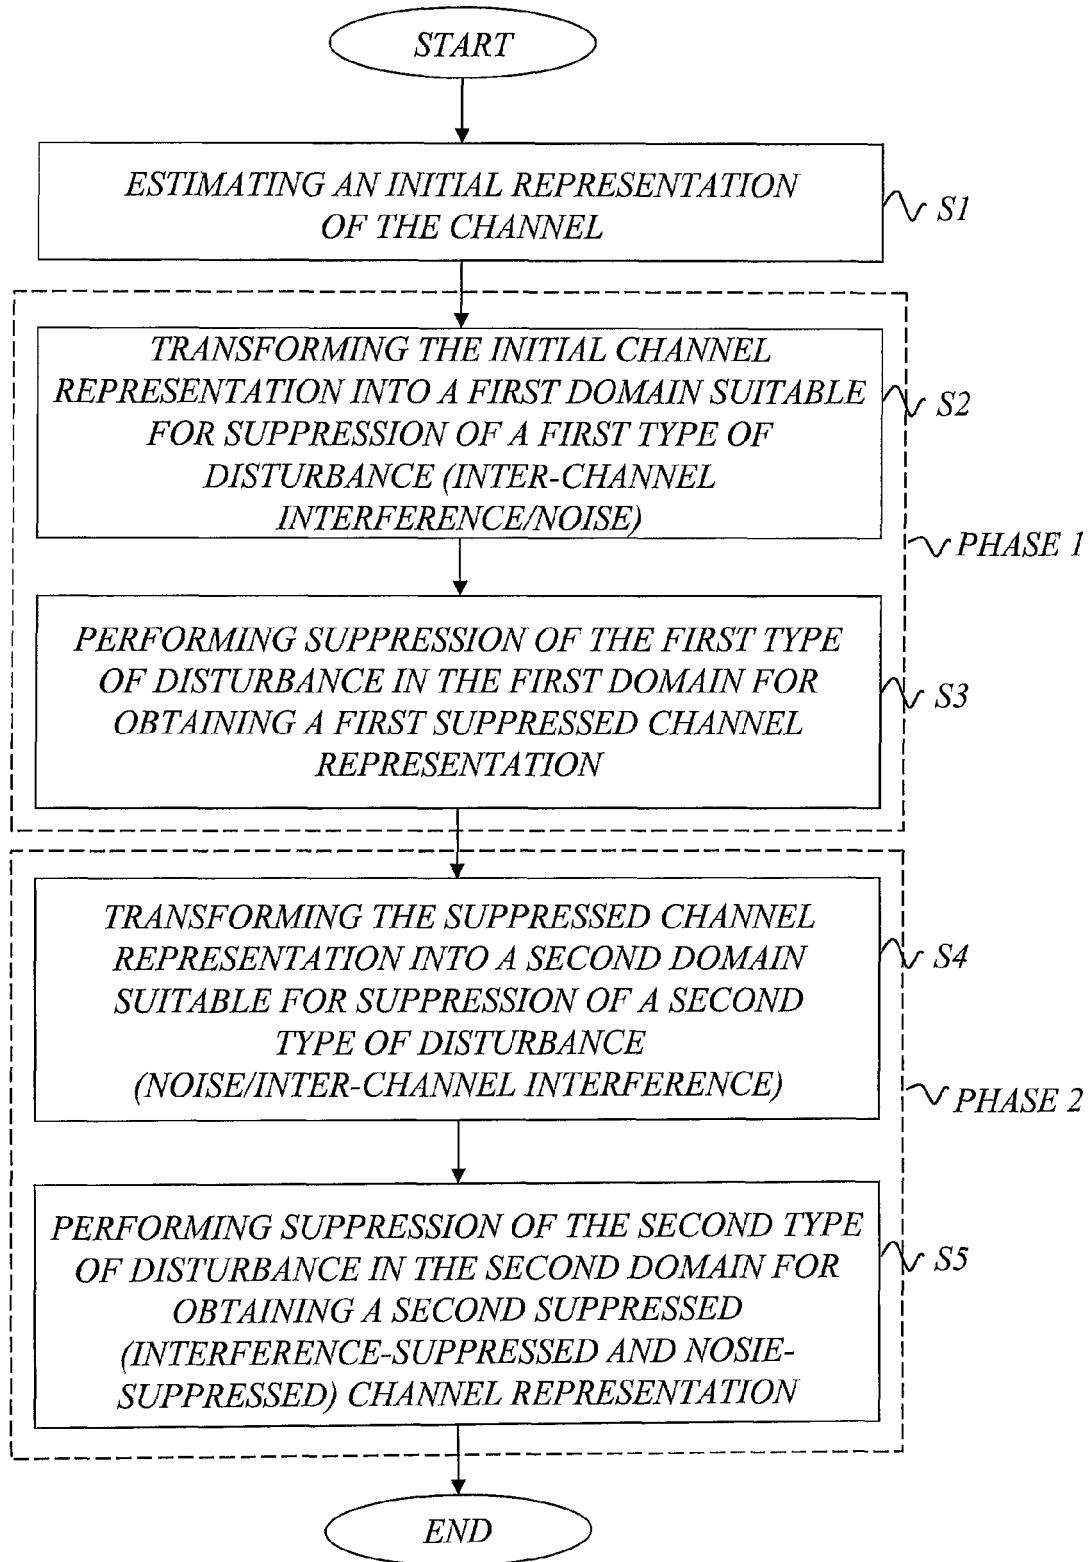 START
ESTIMATING AN INITIAL REPRESENTATION
OF THE CHANNEL
S1
TRANSFORMING THE INITIAL CHANNEL
REPRESENTATION INTO A FIRST DOMAIN SUITABLE
FOR SUPPRESSION OF A FIRST TYPE OF
DISTURBANCE (INTER-CHANNEL
INTERFERENCE/NOISE)
S2
PHASE 1
PERFORMING SUPPRESSION OF THE FIRST TYPE
OF DISTURBANCE IN THE FIRST DOMAIN FOR
OBTAINING A FIRST SUPPRESSED CHANNEL
REPRESENTATION
S3
TRANSFORMING THE SUPPRESSED CHANNEL
REPRESENTATION INTO A SECOND DOMAIN
SUITABLE FOR SUPPRESSION OF A SECOND
TYPE OF DISTURBANCE
(NOISE/INTER-CHANNEL INTERFERENCE)
S4
PHASE 2
PERFORMING SUPPRESSION OF THE SECOND TYPE
OF DISTURBANCE IN THE SECOND DOMAIN FOR
OBTAINING A SECOND SUPPRESSED
(INTERFERENCE-SUPPRESSED AND NOSIE-
SUPPRESSED) CHANNEL REPRESENTATION
S5
END